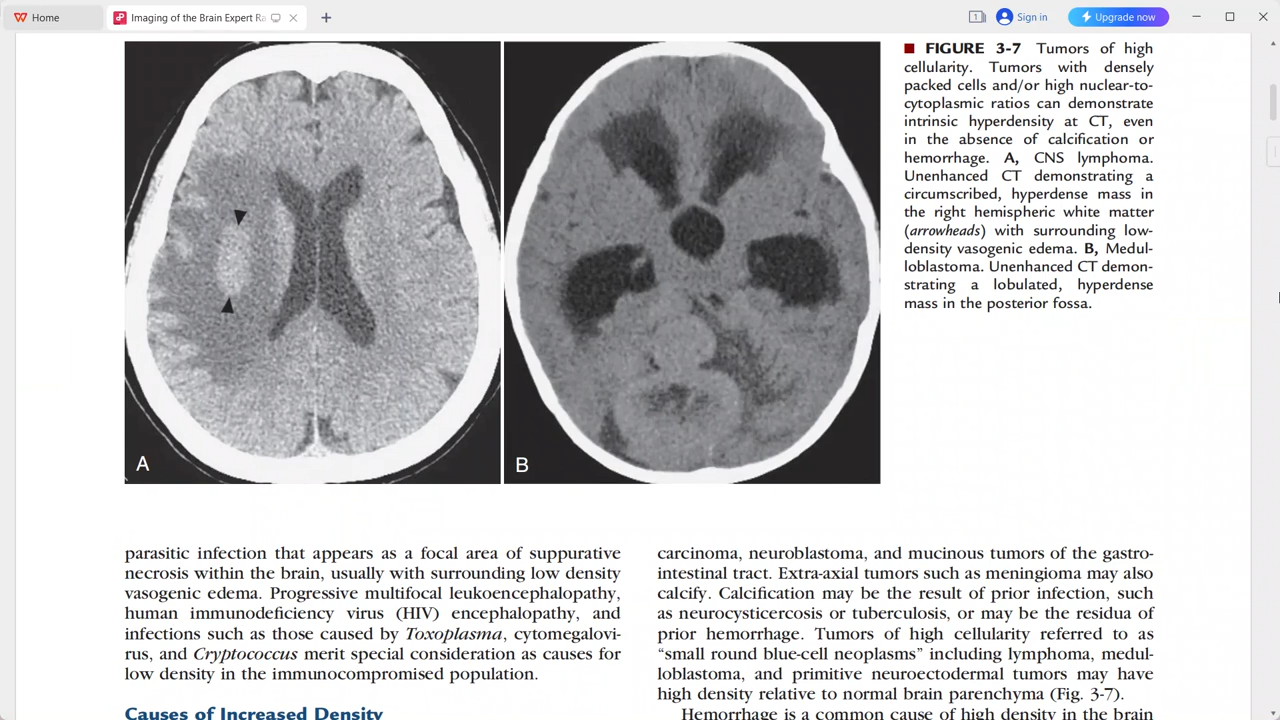 Home
Imaging of the Brain Expert Ra
1
Sign in
Upgrade now
■ FIGURE 3-7 Tumors of high
cellularity. Tumors with densely
packed cells and/or high nuclear-to-
cytoplasmic ratios can demonstrate
intrinsic hyperdensity at CT, even
in the absence of calcification or
hemorrhage. A, CNS lymphoma.
Unenhanced CT demonstrating a
circumscribed, hyperdense mass in
the right hemispheric white matter
(arrowheads) with surrounding low-
density vasogenic edema. B, Medul-
loblastoma. Unenhanced CT demon-
strating a lobulated, hyperdense
mass in the posterior fossa.
A
B
parasitic infection that appears as a focal area of suppurative
necrosis within the brain, usually with surrounding low density
vasogenic edema. Progressive multifocal leukoencephalopathy,
human immunodeficiency virus (HIV) encephalopathy, and
infections such as those caused by Toxoplasma, cytomegalovi-
rus, and Cryptococcus merit special consideration as causes for
low density in the immunocompromised population.
Causes of Increased Density
carcinoma, neuroblastoma, and mucinous tumors of the gastro-
intestinal tract. Extra-axial tumors such as meningioma may also
calcify. Calcification may be the result of prior infection, such
as neurocysticercosis or tuberculosis, or may be the residua of
prior hemorrhage. Tumors of high cellularity referred to as
“small round blue-cell neoplasms” including lymphoma, medul-
loblastoma, and primitive neuroectodermal tumors may have
high density relative to normal brain parenchyma (Fig. 3-7).
Hemorrhage is a common cause of high density in the brain